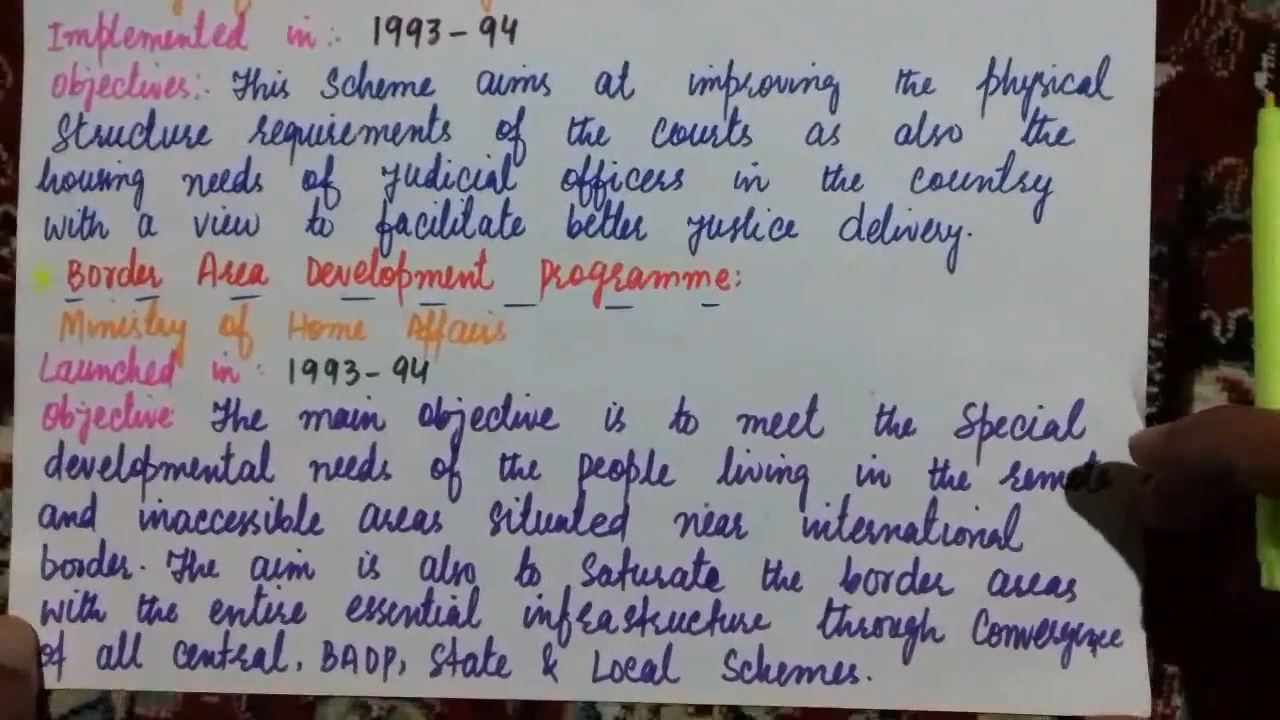 Implemented in:- 1993-94
Objectives:- This Scheme aims at improving the physical
Structure requirements of the courts as also the
housing needs of judicial officers in the country
with a view to facilitate better justice delivery.
Border Area Development Programme:
Ministry of Home Affairs
Launched in: 1993-94
Objective: The main objective is to meet the Special
developmental needs of the people living in the remote
and inaccessible areas situated near international
border. The aim is also to saturate the border areas
with the entire essential infrastructure through Convergence
of all central, BADP, State & Local Schemes.